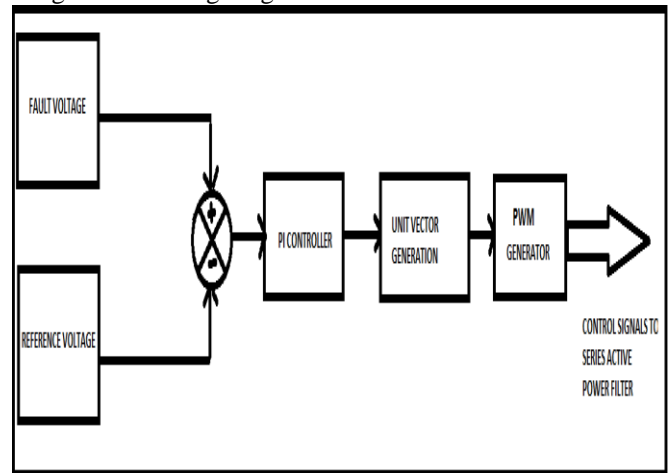 FAULT VOLTAGE
REFERENCE VOLTAGE
+
-
PI CONTROLLER
UNIT VECTOR
GENERATION
PWM
GENERATOR
CONTROL SIGNALS TO
SERIES ACTIVE
POWER FILTER